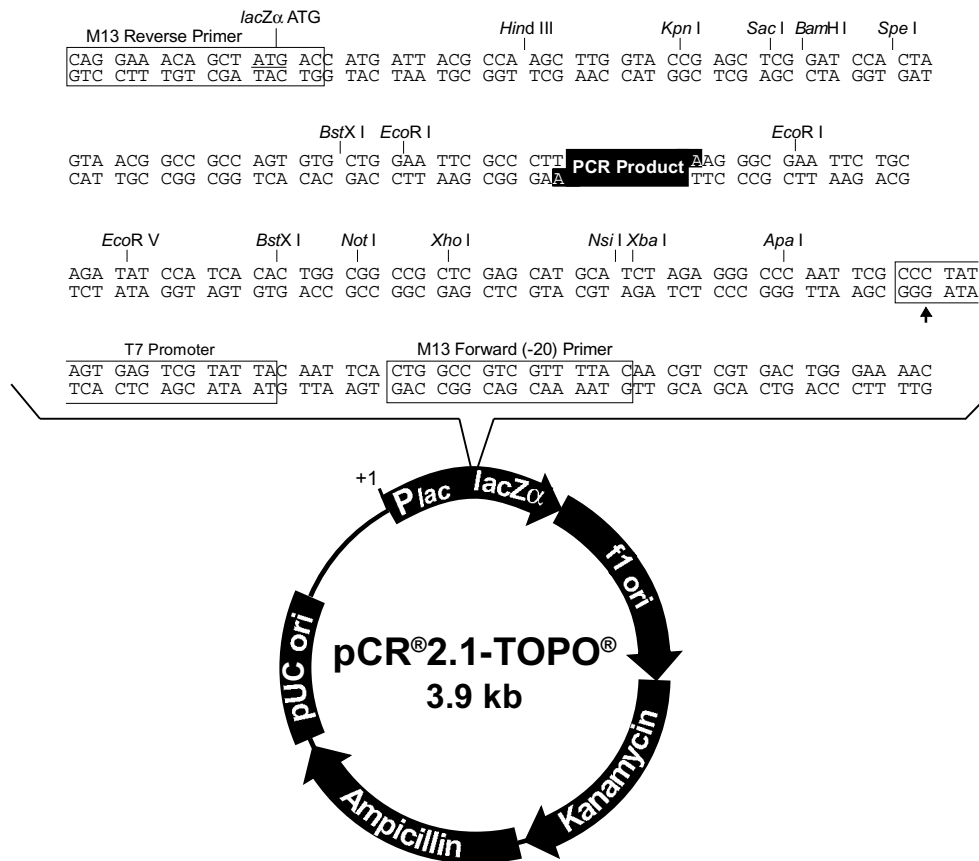 lacZα ATG
M13 Reverse Primer
Hind III Kpn I Sac I BamH I Spe I
CAG GAA ACA GCT ATG ACC ATG ATT ACG CCA AGC TTG GTA CCG AGC TCG GAT CCA CTA
GTC CTT TGT CGA TAC TGG TAC TAA TGC GGT TCG AAC CAT GGC TCG AGC CTA GGT GAT
BstX I EcoR I EcoR I
GTA ACG GCC GCC AGT GTG CTG GAA TTC GCC CTT PCR Product AAG GGC GAA TTC TGC
CAT TGC CGG CGG TCA CAC GAC CTT AAG CGG GAA TTC CCG CTT AAG ACG
EcoR V BstX I Not I Xho I Nsi I Xba I Apa I
AGA TAT CCA TCA CAC TGG CGG CCG CTC GAG CAT GCA TCT AGA GGG CCC AAT TCG CCC TAT
TCT ATA GGT AGT GTG ACC GCC GGC GAG CTC GTA CGT AGA TCT CCC GGG TTA AGC GGG ATA
T7 Promoter M13 Forward (-20) Primer
AGT GAG TCG TAT TAC AAT TCA CTG GCC GTC GTT TTA CAA CGT CGT GAC TGG GAA AAC
TCA CTC AGC ATA ATG TTA AGT GAC CGG CAG CAA AAT GTT GCA GCA CTG ACC CTT TTG
+1
Plac
lacZα
f1 ori
pUC ori
pCR®2.1-TOPO®
3.9 kb
Kanamycin
Ampicillin